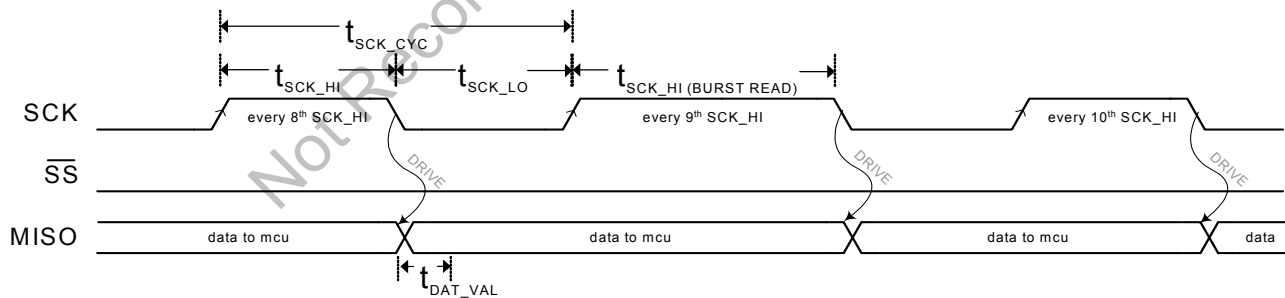 Not Recor
tSCK_CYC
tSCK_HI
tSCK_LO
tSCK_HI (BURST READ)
SCK
every 8th SCK_HI
every 9th SCK_HI
every 10th SCK_HI
SS
DRIVE
DRIVE
DRIVE
MISO
data to mcu
data to mcu
data to mcu
data
tDAT_VAL